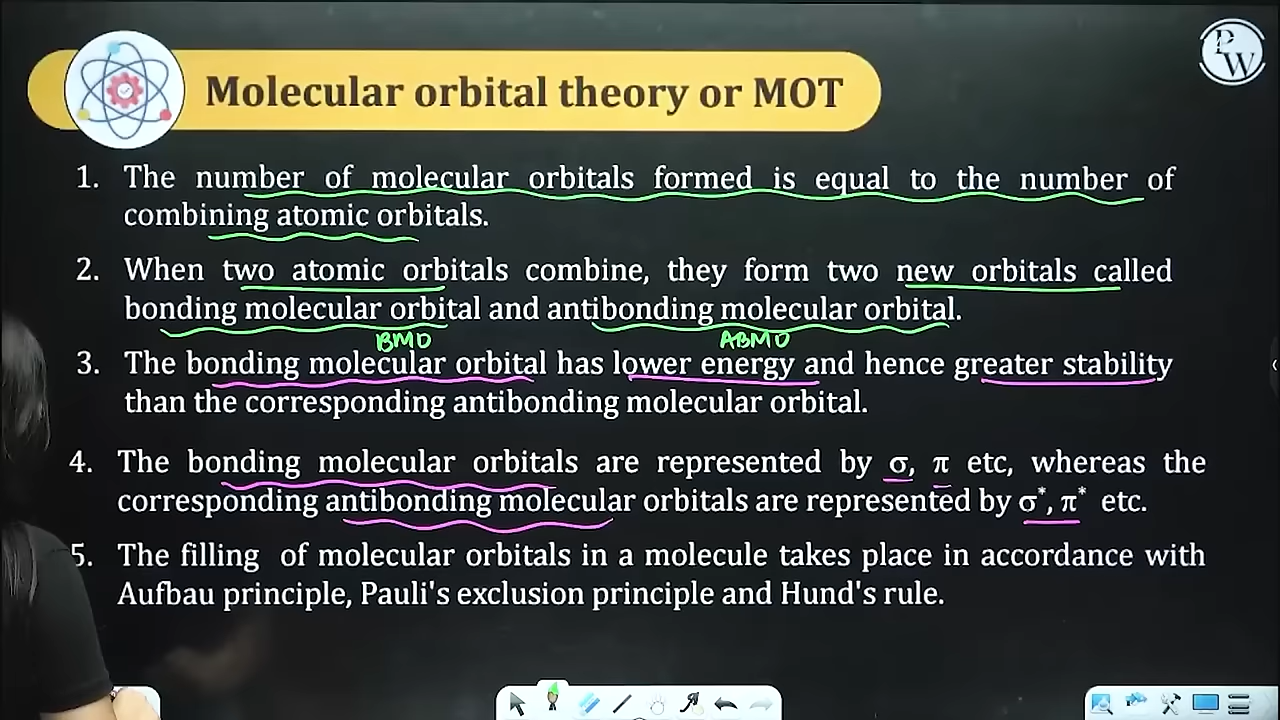 PW
Molecular orbital theory or MOT
1. The number of molecular orbitals formed is equal to the number of
combining atomic orbitals.
2. When two atomic orbitals combine, they form two new orbitals called
bonding molecular orbital and antibonding molecular orbital.
BMO ABMO
3. The bonding molecular orbital has lower energy and hence greater stability
than the corresponding antibonding molecular orbital.
4. The bonding molecular orbitals are represented by σ, π etc, whereas the
corresponding antibonding molecular orbitals are represented by σ*, π* etc.
5. The filling of molecular orbitals in a molecule takes place in accordance with
Aufbau principle, Pauli's exclusion principle and Hund's rule.